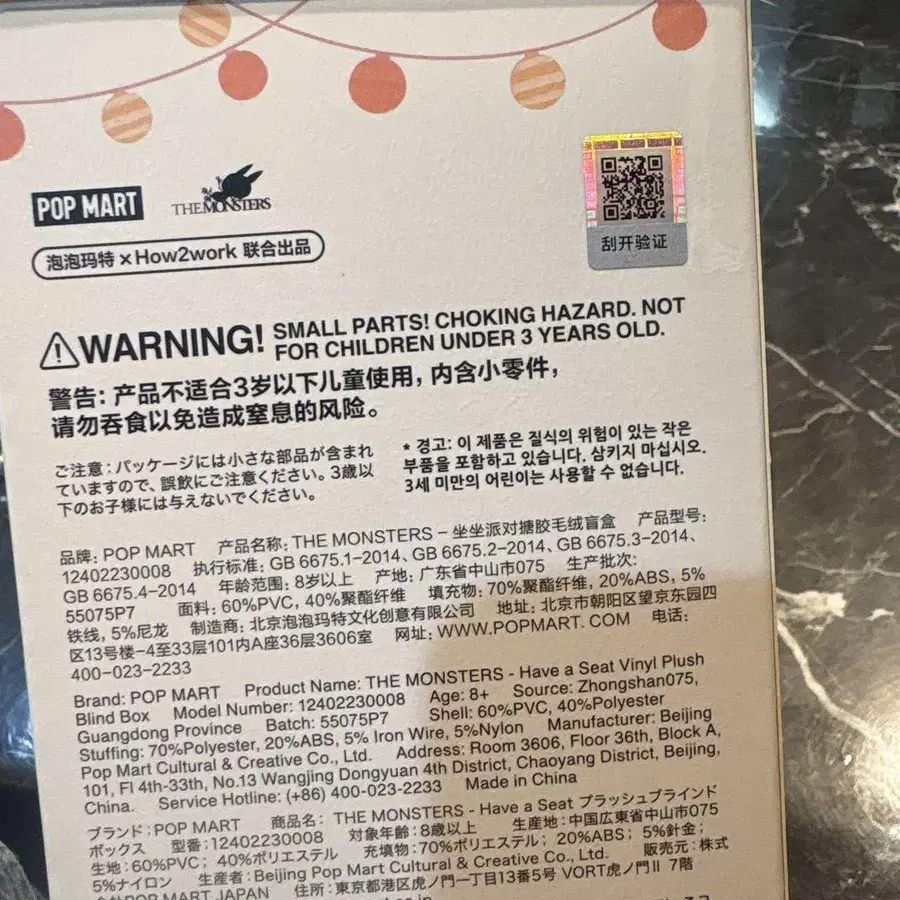 POP MART
THE MONSTERS
泡泡玛特×How2work 联合出品
刮开验证
WARNING! SMALL PARTS! CHOKING HAZARD. NOT
FOR CHILDREN UNDER 3 YEARS OLD.
警告: 产品不适合3岁以下儿童使用, 内含小零件,
请勿吞食以免造成窒息的风险。
ご注意:パッケージには小さな部品が含まれ
ていますので、誤飲にご注意ください。3歳以
下のお子様には与えないでください。
* 경고: 이 제품은 질식의 위험이 있는 작은
부품을 포함하고 있습니다. 삼키지 마십시오.
3세 미만의 어린이는 사용할 수 없습니다.
品牌: POP MART 产品名称: THE MONSTERS – 坐坐派对搪胶毛绒盲盒 产品型号:
12402230008 执行标准: GB 6675.1–2014、GB 6675.2–2014、GB 6675.3–2014、
GB 6675.4–2014 年龄范围: 8岁以上 产地: 广东省中山市075 生产批次:
55075P7 面料: 60%PVC, 40%聚酯纤维 填充物: 70%聚酯纤维, 20%ABS, 5%
铁线, 5%尼龙 制造商: 北京泡泡玛特文化创意有限公司 地址: 北京市朝阳区望京东园四
区13号楼–4至33层101内A座36层3606室 网址: WWW.POPMART. COM 电话:
400-023-2233
Brand: POP MART Product Name: THE MONSTERS - Have a Seat Vinyl Plush
Blind Box Model Number: 12402230008 Age: 8+ Source: Zhongshan075,
Guangdong Province Batch: 55075P7 Shell: 60%PVC, 40%Polyester
Stuffing: 70%Polyester, 20%ABS, 5% Iron Wire, 5%Nylon Manufacturer: Beijing
Pop Mart Cultural & Creative Co., Ltd. Address: Room 3606, Floor 36th, Block A,
101, Fl 4th-33th, No.13 Wangjing Dongyuan 4th District, Chaoyang District, Beijing,
China. Service Hotline: (+86) 400-023-2233 Made in China
ブランド:POP MART 商品名: THE MONSTERS - Have a Seat プラッシュブラインド
ボックス 型番:12402230008 対象年齢:8歳以上 生産地:中国広東省中山市075
生地:60%PVC; 40%ポリエステル 充填物:70%ポリエステル; 20%ABS; 5%針金;
5%ナイロン 生産者:Beijing Pop Mart Cultural & Creative Co., Ltd. 販売元:株式
会社POP MART JAPAN 住所:東京都港区虎ノ門一丁目13番5号 VORT虎ノ門II 7階